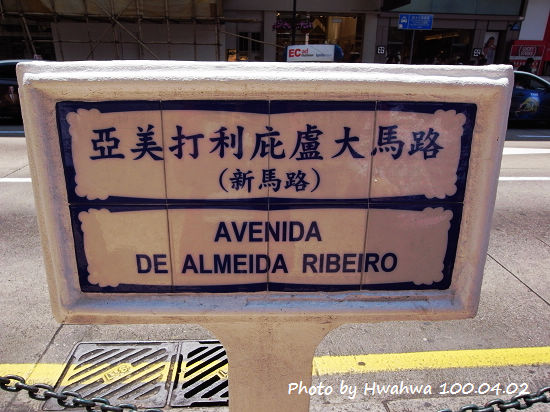 EC
亞美打利庇盧大馬路
(新馬路)
AVENIDA
DE ALMEIDA RIBEIRO
Photo by Hwahwa 100.04.02